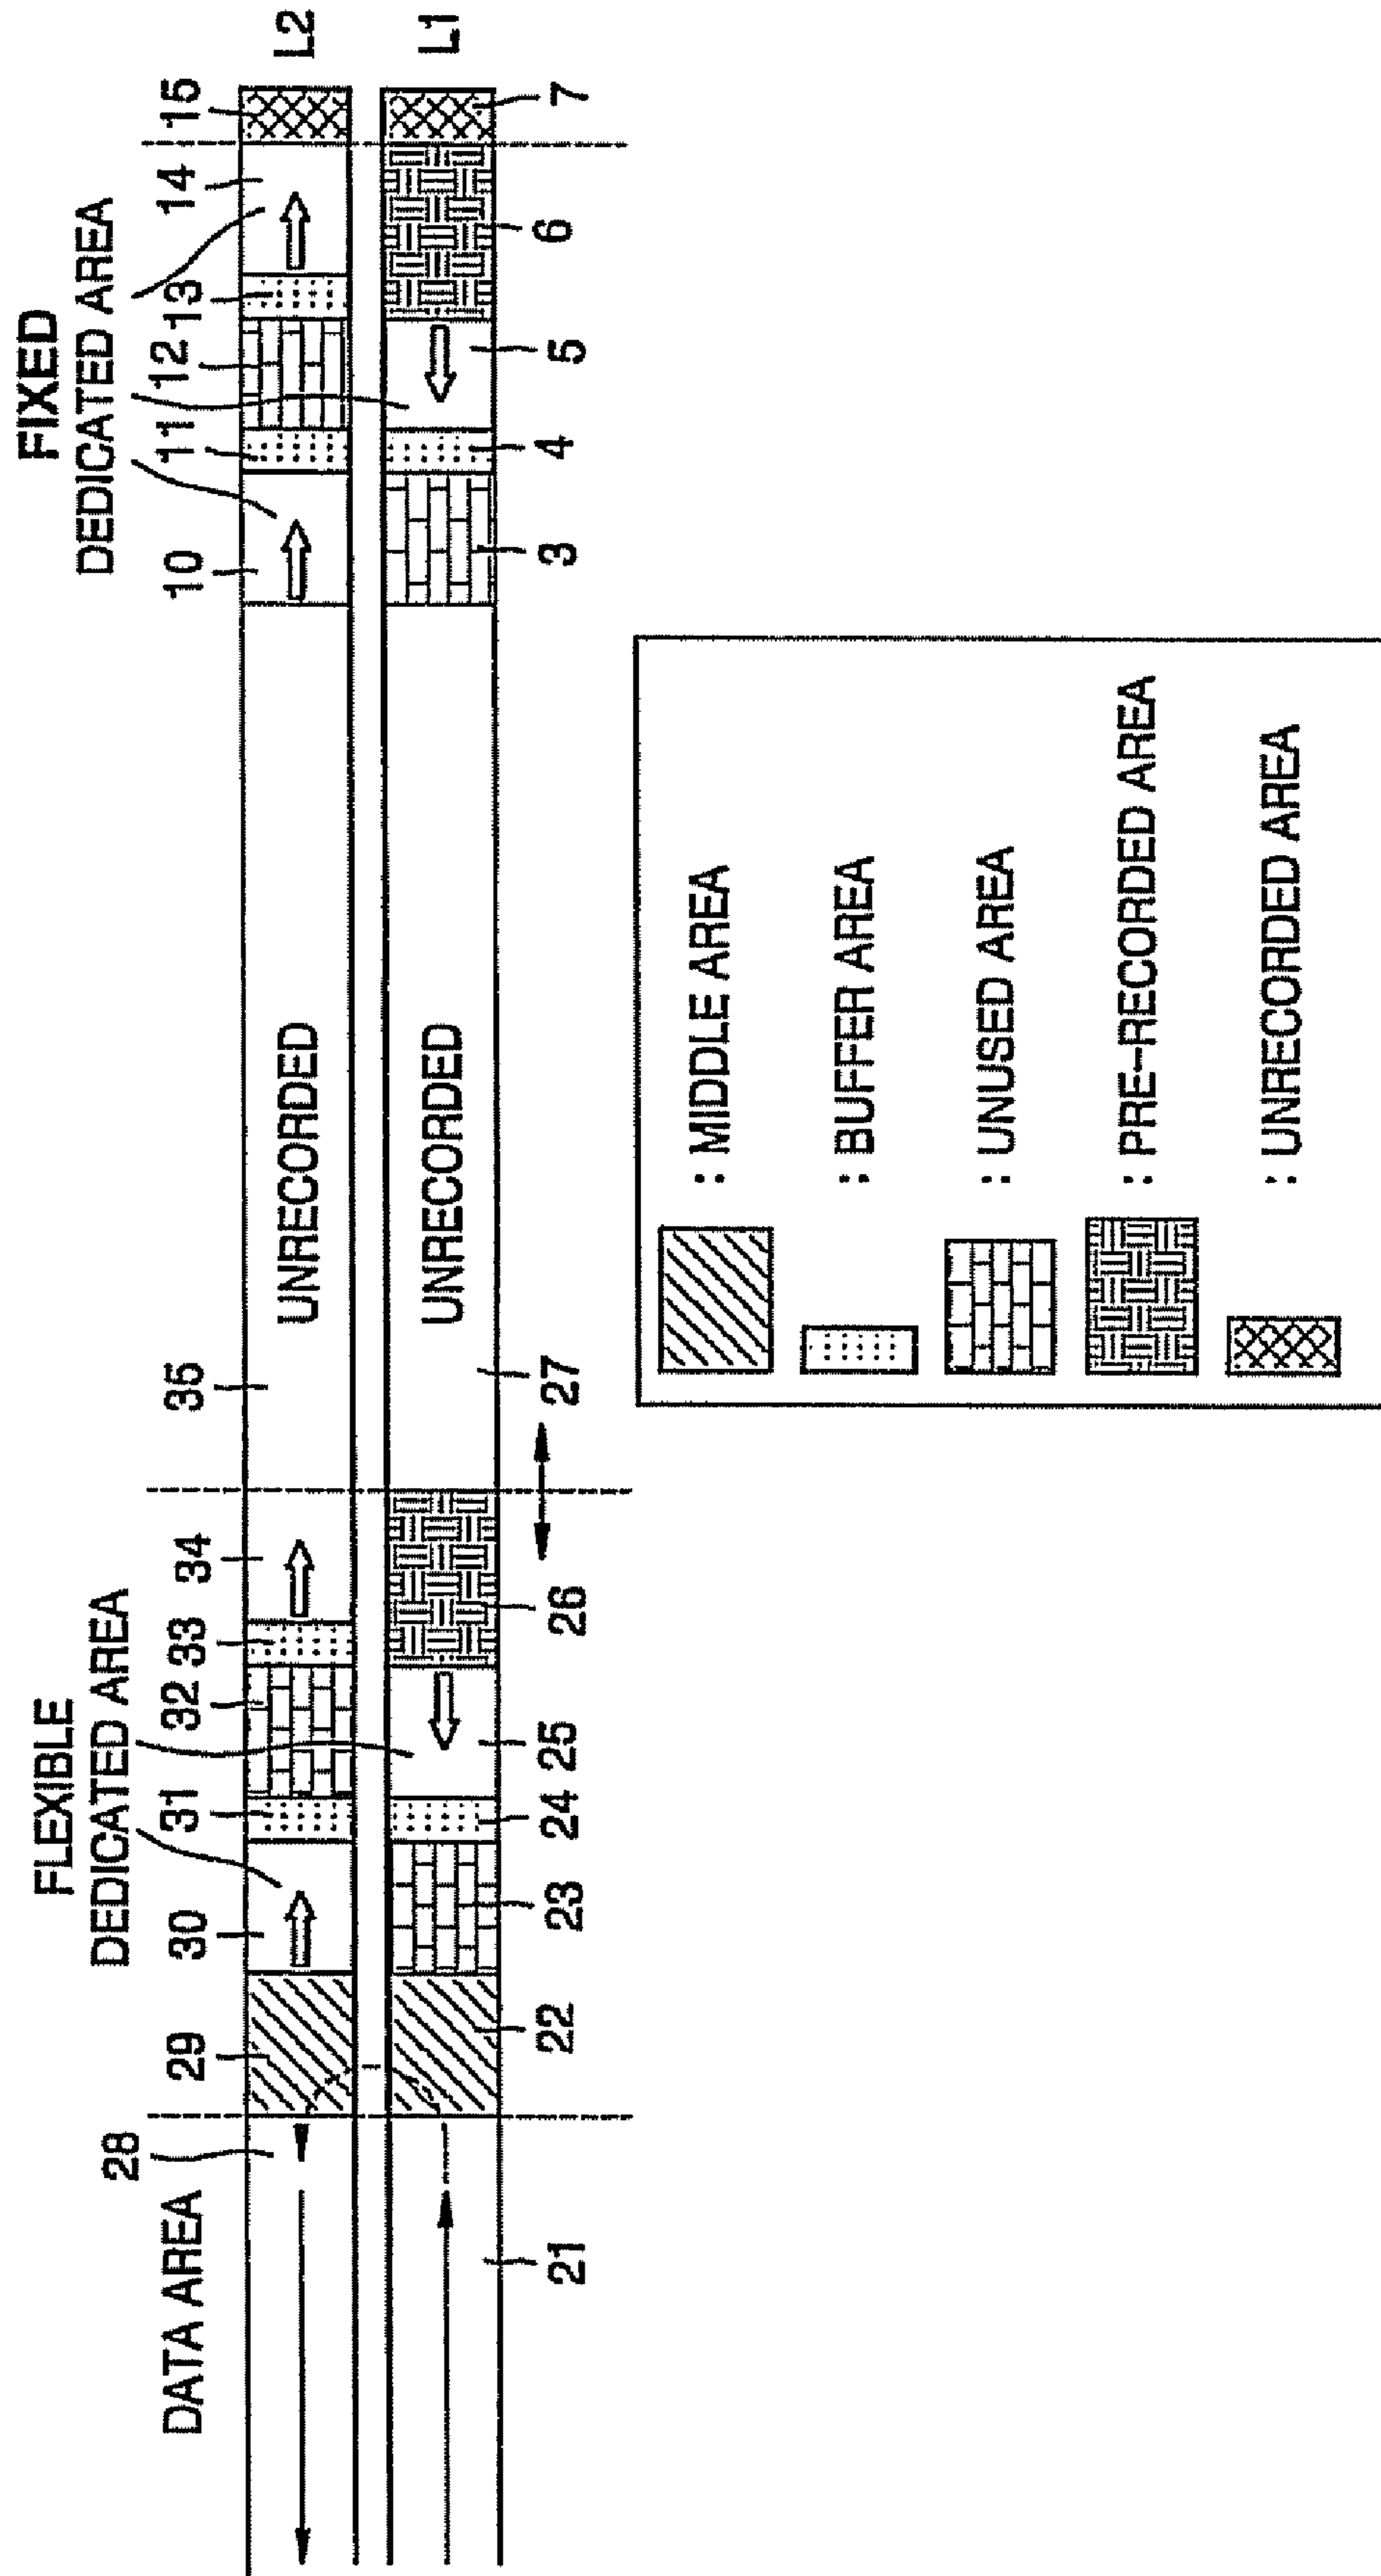 FLEXIBLE
DEDICATED AREA
FIXED
DEDICATED AREA
DATA AREA
28
29
30
31
32
33
34
35
10
11
12
13
14
15
UNRECORDED
L2
UNRECORDED
L1
21
22
23
24
25
26
27
3
4
5
6
7
: MIDDLE AREA
: BUFFER AREA
: UNUSED AREA
: PRE-RECORDED AREA
: UNRECORDED AREA